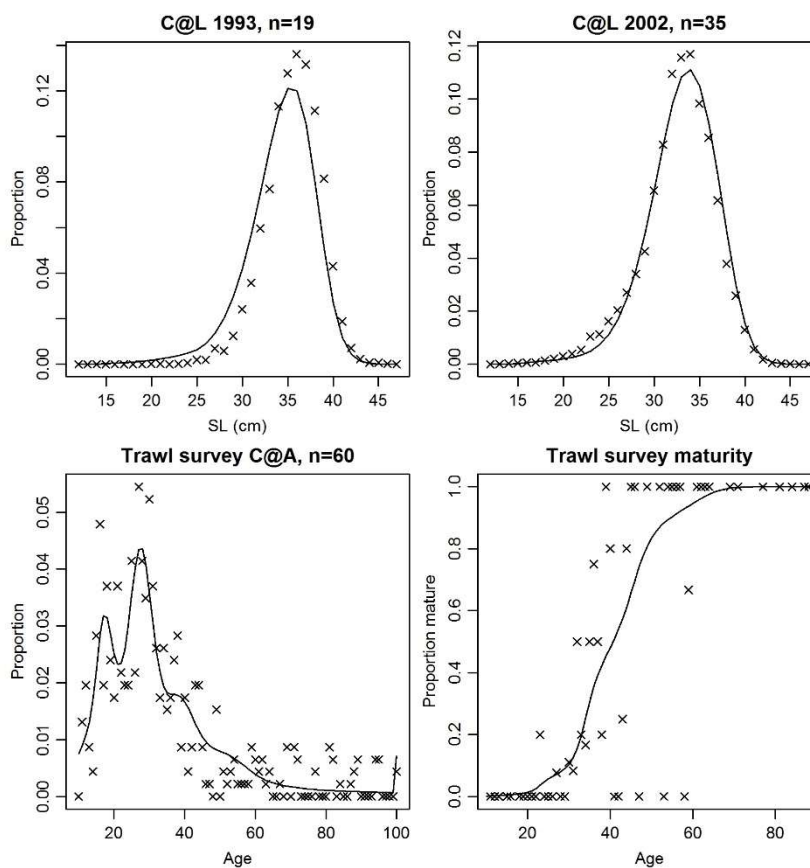 C@L 1993, n=19
Proportion
0.00 0.04 0.08 0.12
15 20 25 30 35 40 45
SL (cm)
C@L 2002, n=35
Proportion
0.00 0.02 0.04 0.06 0.08 0.10 0.12
15 20 25 30 35 40 45
SL (cm)
Trawl survey C@A, n=60
Proportion
0.00 0.01 0.02 0.03 0.04 0.05
20 40 60 80 100
Age
Trawl survey maturity
Proportion mature
0.0 0.2 0.4 0.6 0.8 1.0
20 40 60 80
Age